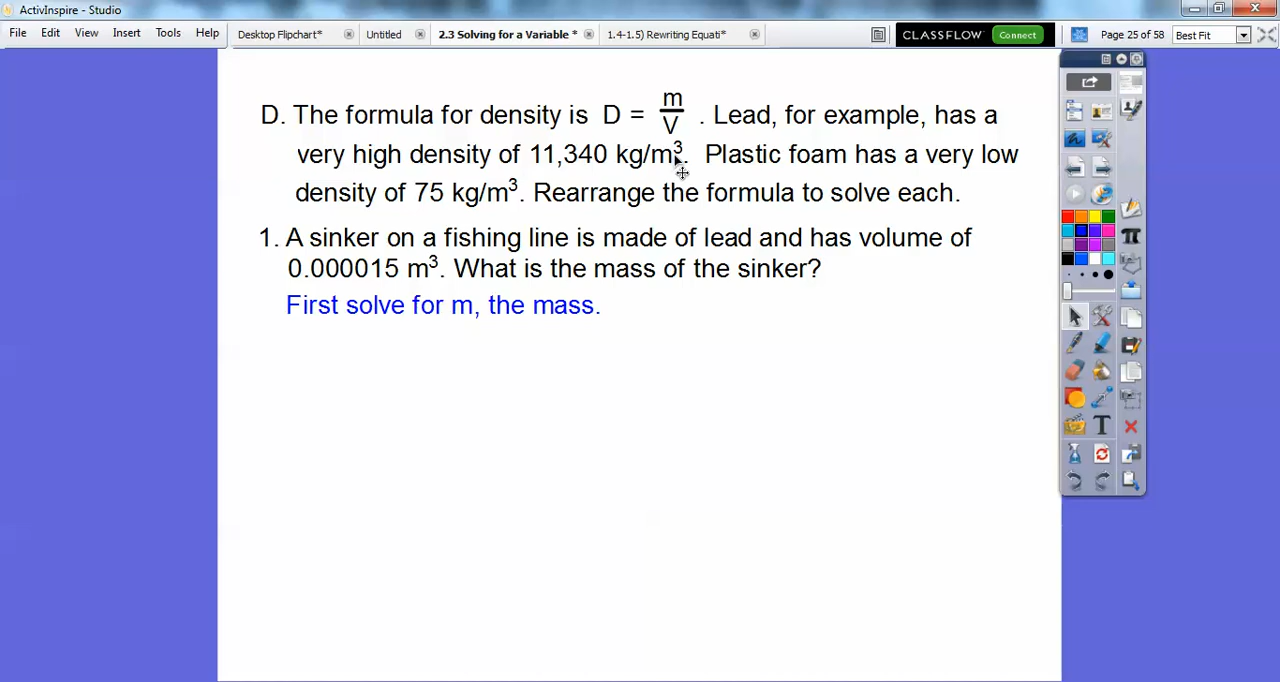 ActivInspire - Studio
File Edit View Insert Tools Help Desktop Flipchart* Untitled 2.3 Solving for a Variable * 1.4-1.5) Rewriting Equati* CLASSFLOW Connect Page 25 of 58 Best Fit
D. The formula for density is D = m/V . Lead, for example, has a
very high density of 11,340 kg/m³. Plastic foam has a very low
density of 75 kg/m³. Rearrange the formula to solve each.
1. A sinker on a fishing line is made of lead and has volume of
0.000015 m³. What is the mass of the sinker?
First solve for m, the mass.